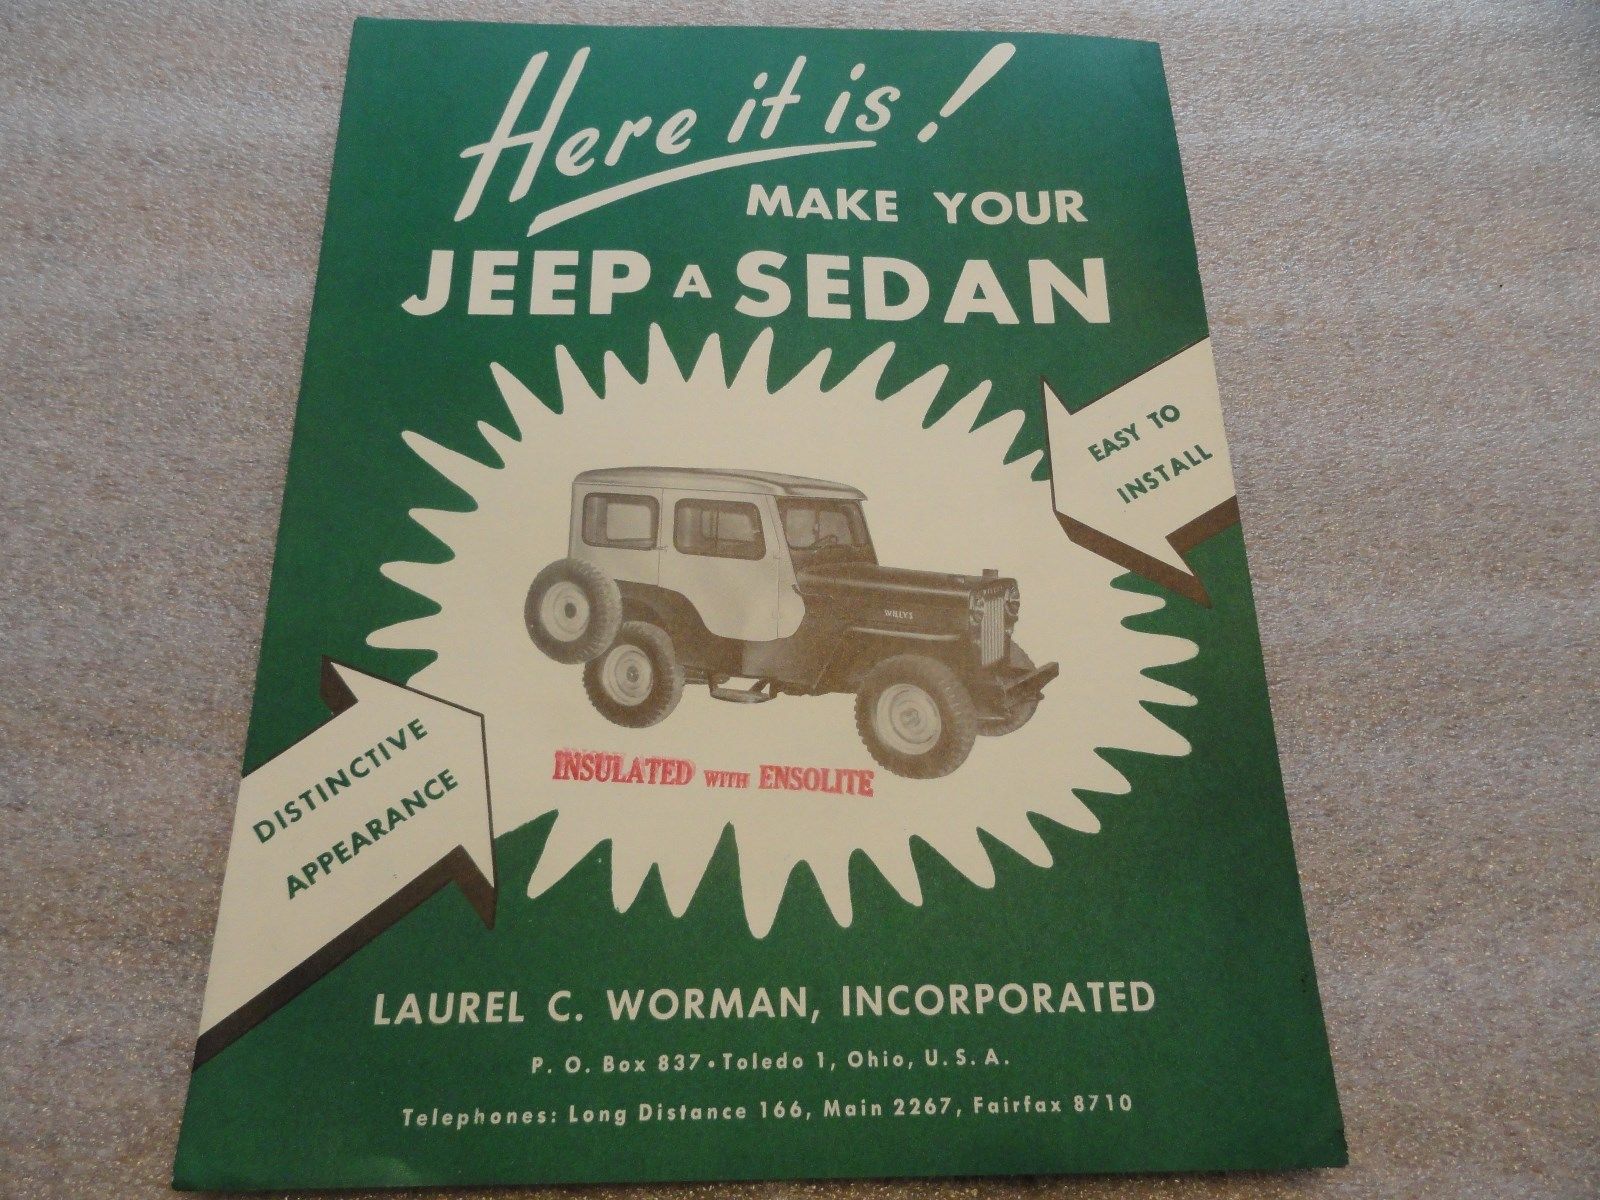 Here it is!
MAKE YOUR
JEEP A SEDAN
EASY TO
INSTALL
WILLYS
WILLYS
INSULATED WITH ENSOLITE
DISTINCTIVE
APPEARANCE
LAUREL C. WORMAN, INCORPORATED
P. O. Box 837 • Toledo 1, Ohio, U. S. A.
Telephones: Long Distance 166, Main 2267, Fairfax 8710